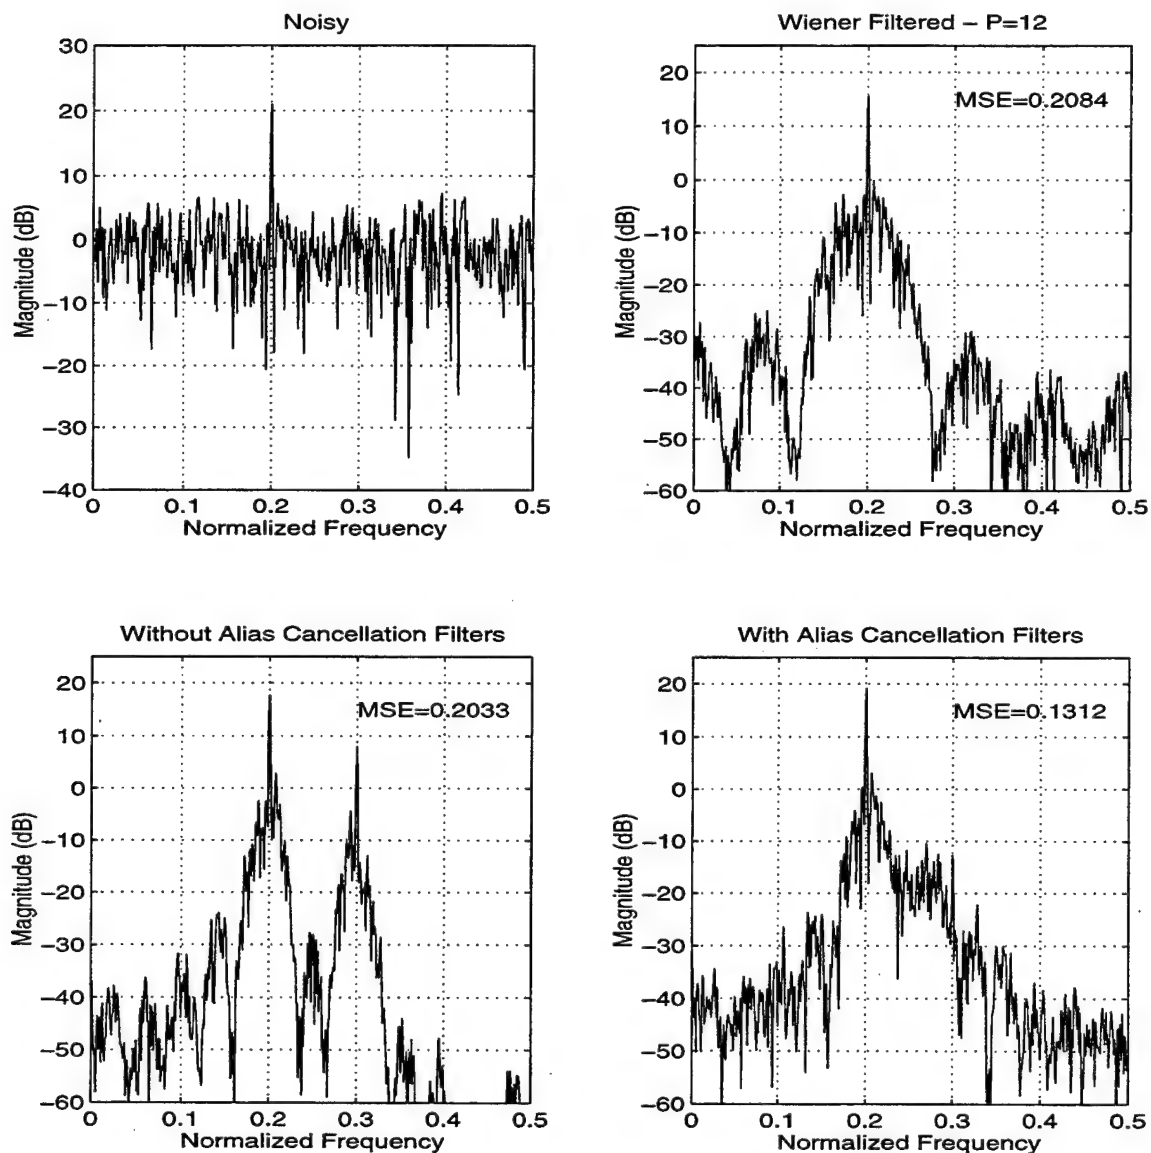 Noisy
30
20
10
0
−10
−20
−30
−40
Magnitude (dB)
0 0.1 0.2 0.3 0.4 0.5
Normalized Frequency
Wiener Filtered − P=12
MSE=0.2084
20
10
0
−10
−20
−30
−40
−50
−60
Magnitude (dB)
0 0.1 0.2 0.3 0.4 0.5
Normalized Frequency
Without Alias Cancellation Filters
MSE=0.2033
20
10
0
−10
−20
−30
−40
−50
−60
Magnitude (dB)
0 0.1 0.2 0.3 0.4 0.5
Normalized Frequency
With Alias Cancellation Filters
MSE=0.1312
20
10
0
−10
−20
−30
−40
−50
−60
Magnitude (dB)
0 0.1 0.2 0.3 0.4 0.5
Normalized Frequency